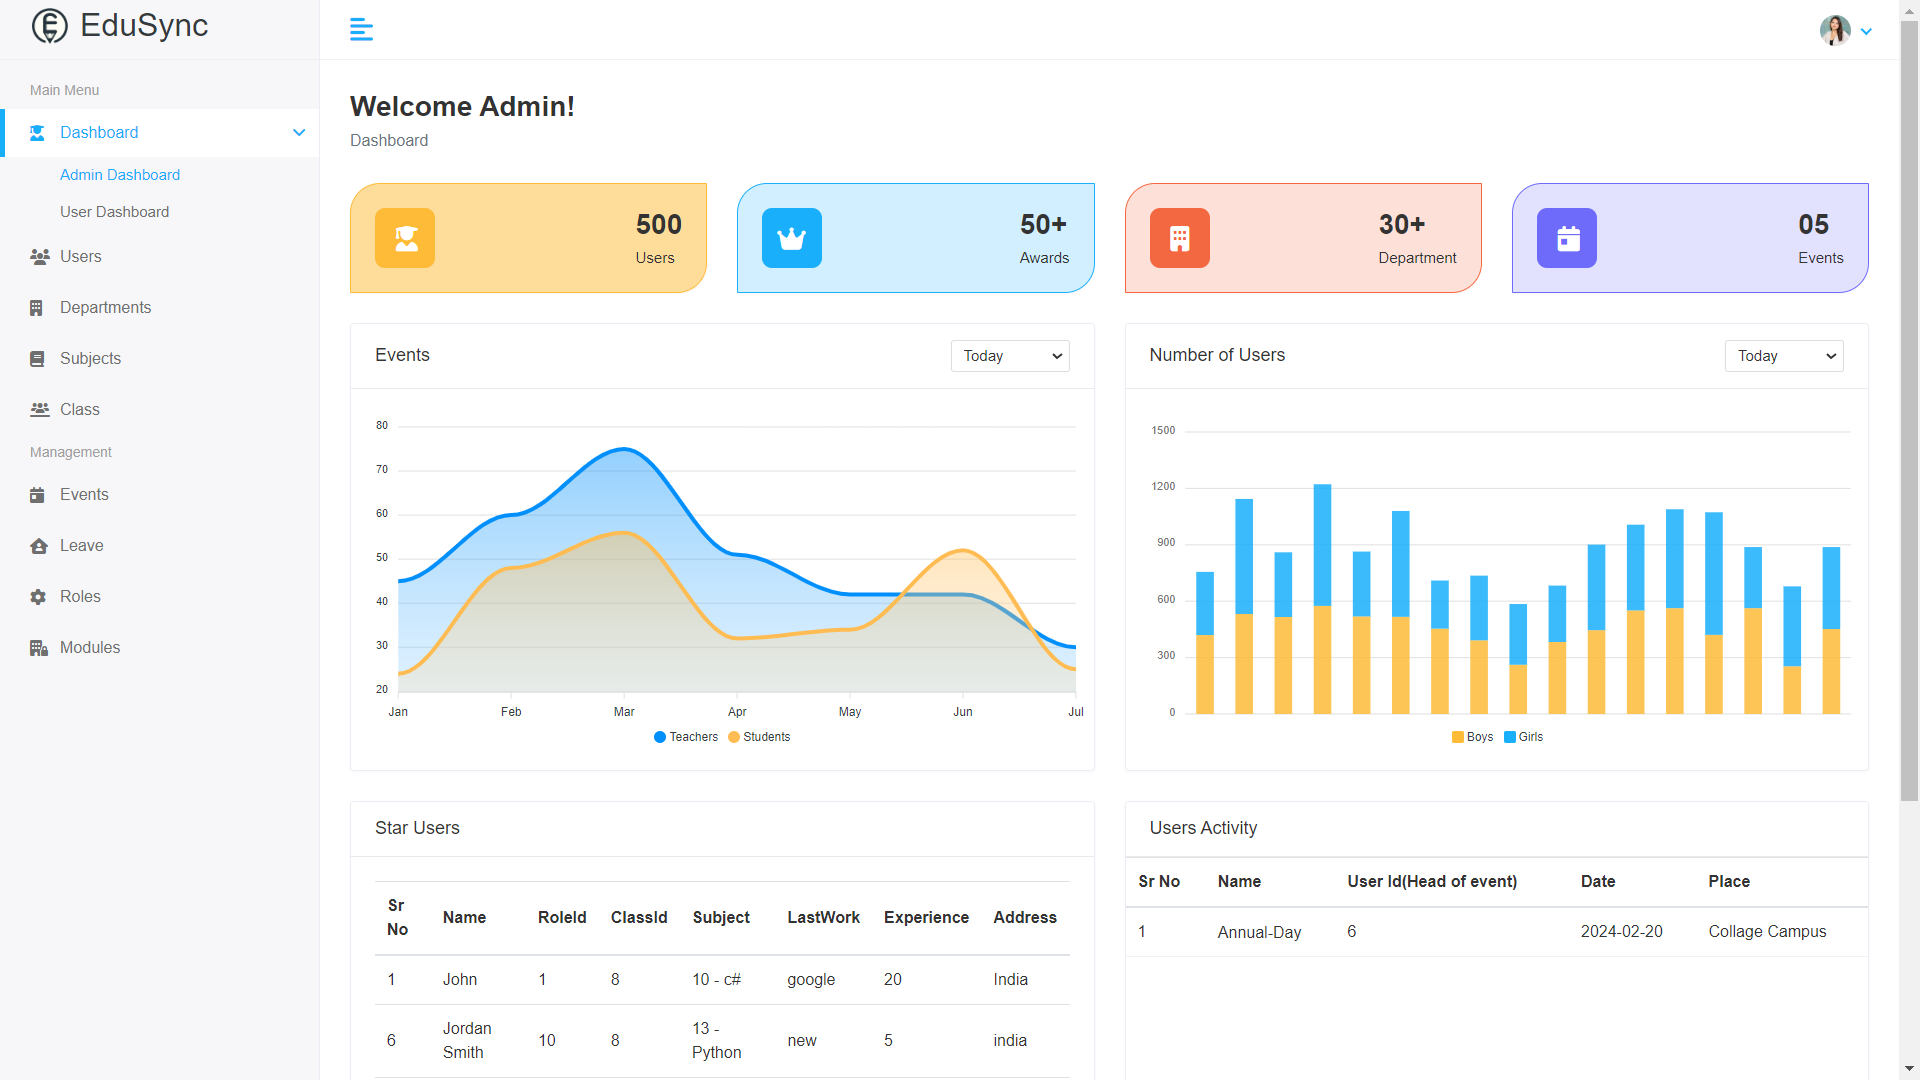 EduSync
Main Menu
Dashboard
Admin Dashboard
User Dashboard
Users
Departments
Subjects
Class
Management
Events
Leave
Roles
Modules
Welcome Admin!
Dashboard
500
Users
50+
Awards
30+
Department
05
Events
Events
Today
80
70
60
50
40
30
20
Jan Feb Mar Apr May Jun Jul
Teachers Students
Number of Users
Today
1500
1200
900
600
300
0
Boys Girls
Star Users
Sr No Name RoleId ClassId Subject LastWork Experience Address
1 John 1 8 10 - c# google 20 India
6 Jordan Smith 10 8 13 - Python new 5 india
Users Activity
Sr No Name User Id(Head of event) Date Place
1 Annual-Day 6 2024-02-20 Collage Campus